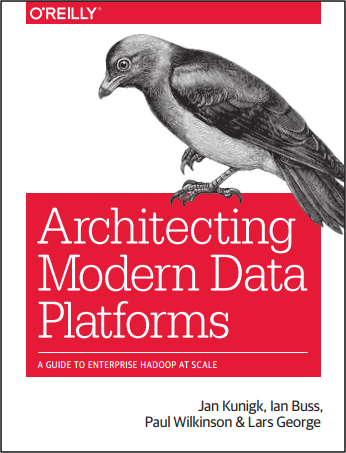 O'REILLY®
Architecting
Modern Data
Platforms
A GUIDE TO ENTERPRISE HADOOP AT SCALE
Jan Kunigk, Ian Buss,
Paul Wilkinson & Lars George